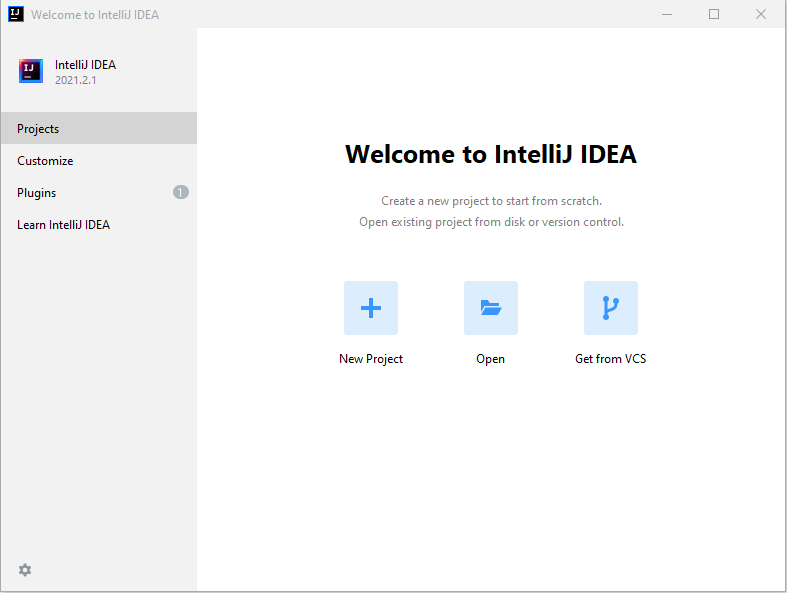 Welcome to IntelliJ IDEA
IJ
IntelliJ IDEA
2021.2.1
Projects
Customize
Plugins 1
Learn IntelliJ IDEA
Welcome to IntelliJ IDEA
Create a new project to start from scratch.
Open existing project from disk or version control.
New Project Open Get from VCS